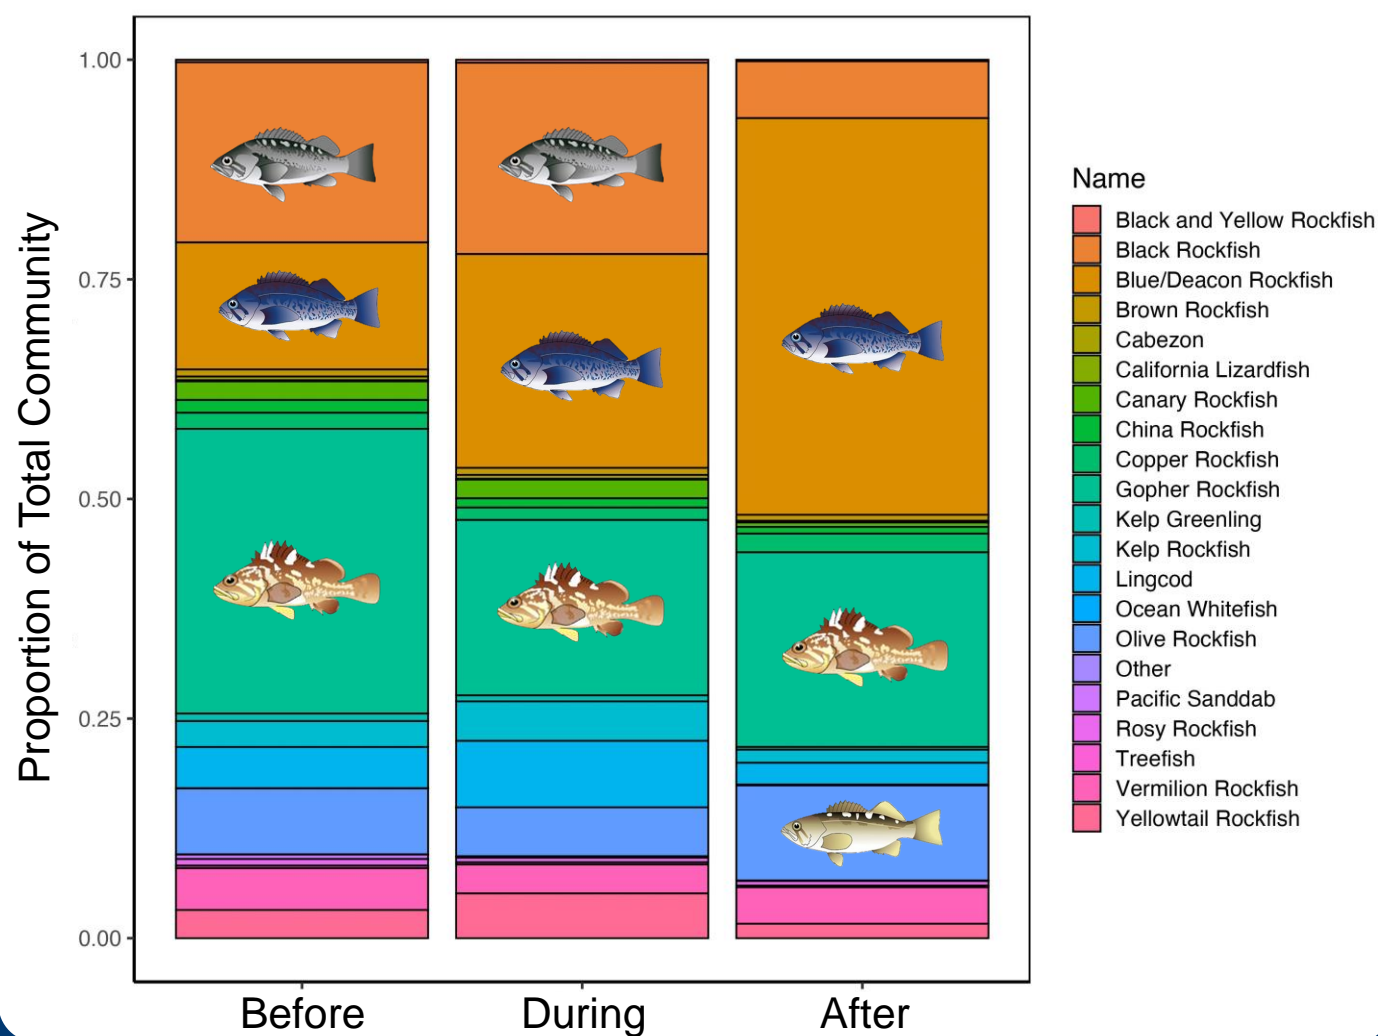 Proportion of Total Community
1.00
0.75
0.50
0.25
0.00
Before
During
After
Name
Black and Yellow Rockfish
Black Rockfish
Blue/Deacon Rockfish
Brown Rockfish
Cabezon
California Lizardfish
Canary Rockfish
China Rockfish
Copper Rockfish
Gopher Rockfish
Kelp Greenling
Kelp Rockfish
Lingcod
Ocean Whitefish
Olive Rockfish
Other
Pacific Sanddab
Rosy Rockfish
Treefish
Vermilion Rockfish
Yellowtail Rockfish